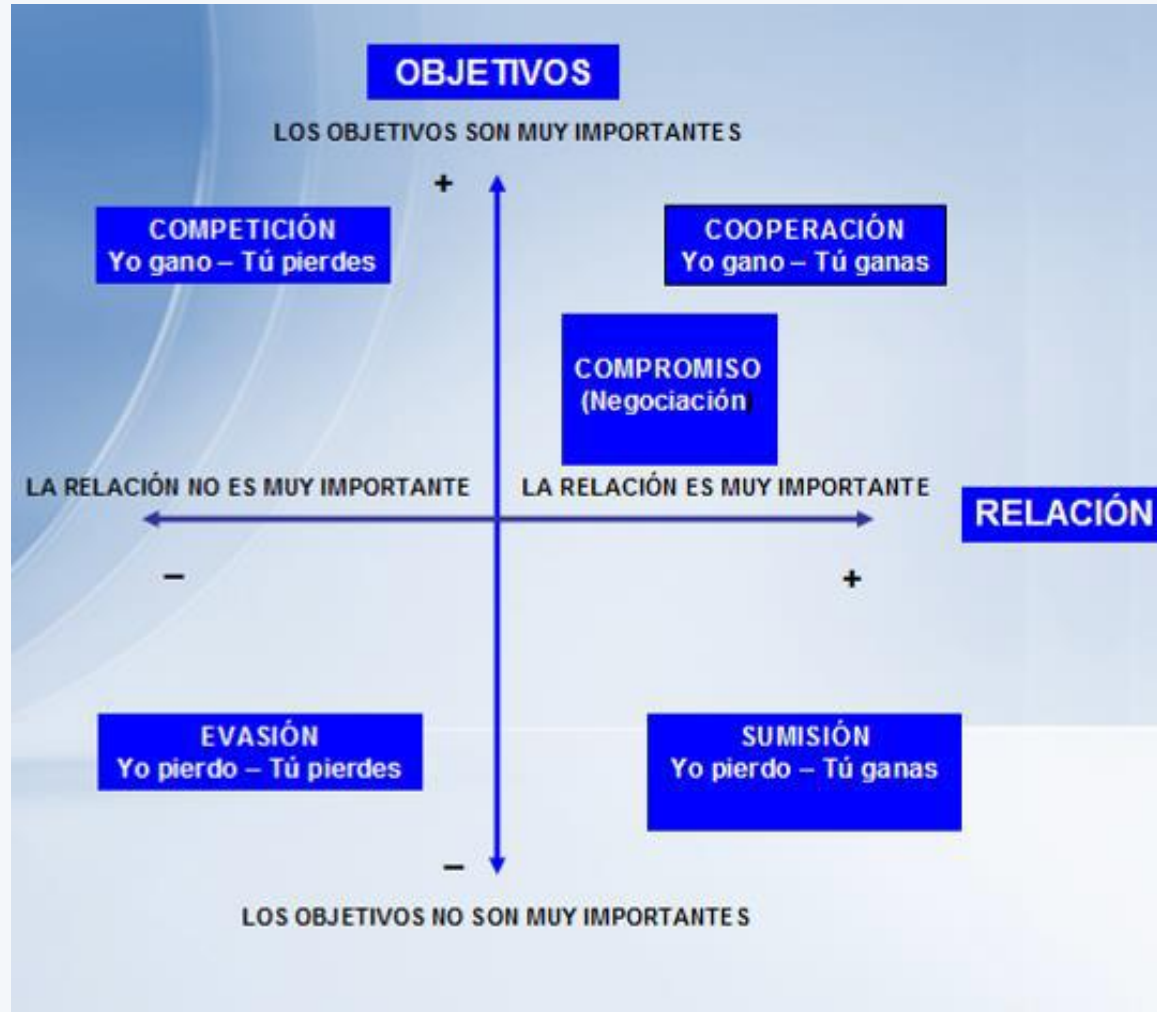 OBJETIVOS
LOS OBJETIVOS SON MUY IMPORTANTES
+
COMPETICIÓN
Yo gano – Tú pierdes
COOPERACIÓN
Yo gano – Tú ganas
COMPROMISO
(Negociación)
LA RELACIÓN NO ES MUY IMPORTANTE
LA RELACIÓN ES MUY IMPORTANTE
RELACIÓN
–
+
EVASIÓN
Yo pierdo – Tú pierdes
SUMISIÓN
Yo pierdo – Tú ganas
–
LOS OBJETIVOS NO SON MUY IMPORTANTES